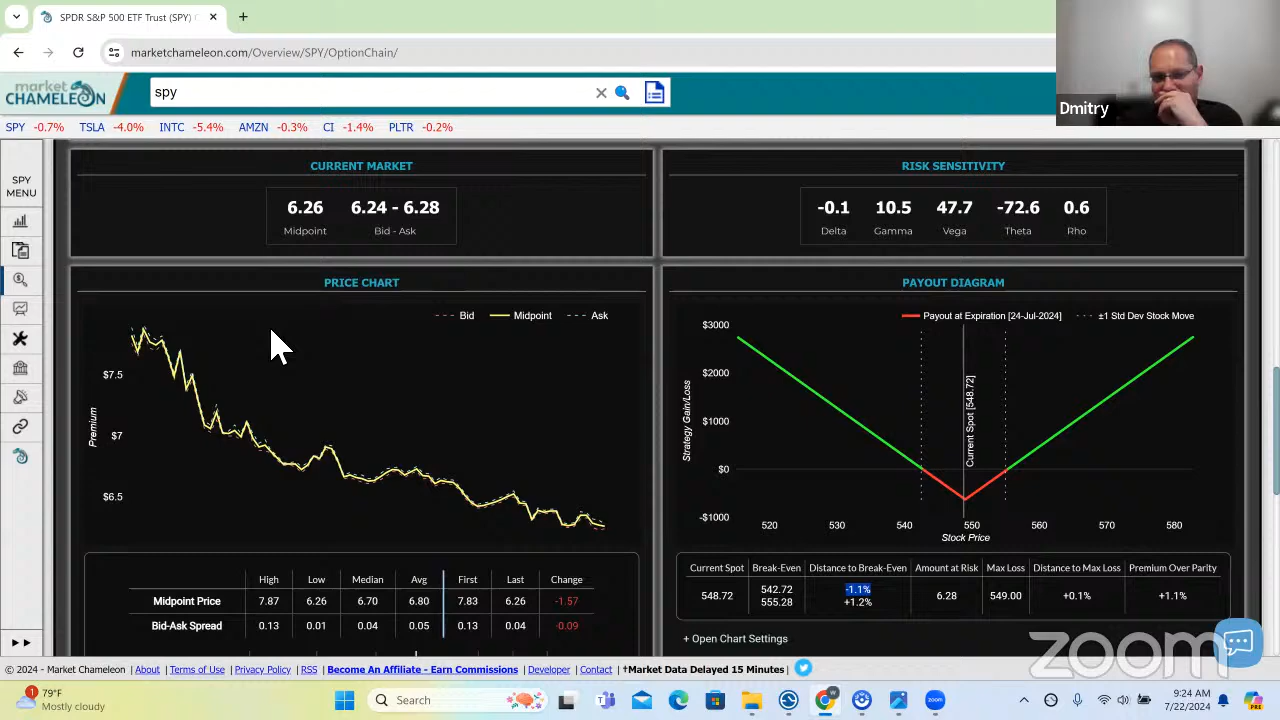 SPDR S&P 500 ETF Trust (SPY) C
marketchameleon.com/Overview/SPY/OptionChain/
market
CHAMELEON
spy
Dmitry
SPY -0.7% TSLA -4.0% INTC -5.4% AMZN -0.3% CI -1.4% PLTR -0.2%
SPY
MENU
CURRENT MARKET
6.26 6.24 - 6.28
Midpoint Bid - Ask
RISK SENSITIVITY
-0.1 10.5 47.7 -72.6 0.6
Delta Gamma Vega Theta Rho
PRICE CHART
Bid Midpoint Ask
$7.5
$7
$6.5
Premium
High Low Median Avg First Last Change
Midpoint Price 7.87 6.26 6.70 6.80 7.83 6.26 -1.57
Bid-Ask Spread 0.13 0.01 0.04 0.05 0.13 0.04 -0.09
PAYOUT DIAGRAM
Payout at Expiration [24-Jul-2024] ±1 Std Dev Stock Move
$3000
$2000
$1000
$0
-$1000
Strategy Gain/Loss
Current Spot [548.72]
520 530 540 550 560 570 580
Stock Price
Current Spot Break-Even Distance to Break-Even Amount at Risk Max Loss Distance to Max Loss Premium Over Parity
548.72 542.72 -1.1% 6.28 549.00 +0.1% +1.1%
555.28 +1.2%
+ Open Chart Settings
zoom
© 2024 - Market Chameleon | About | Terms of Use | Privacy Policy | RSS | Become An Affiliate - Earn Commissions | Developer | Contact | †Market Data Delayed 15 Minutes |
1
79°F
Mostly cloudy
Search
W
zoom
9:24 AM
7/22/2024
PRE